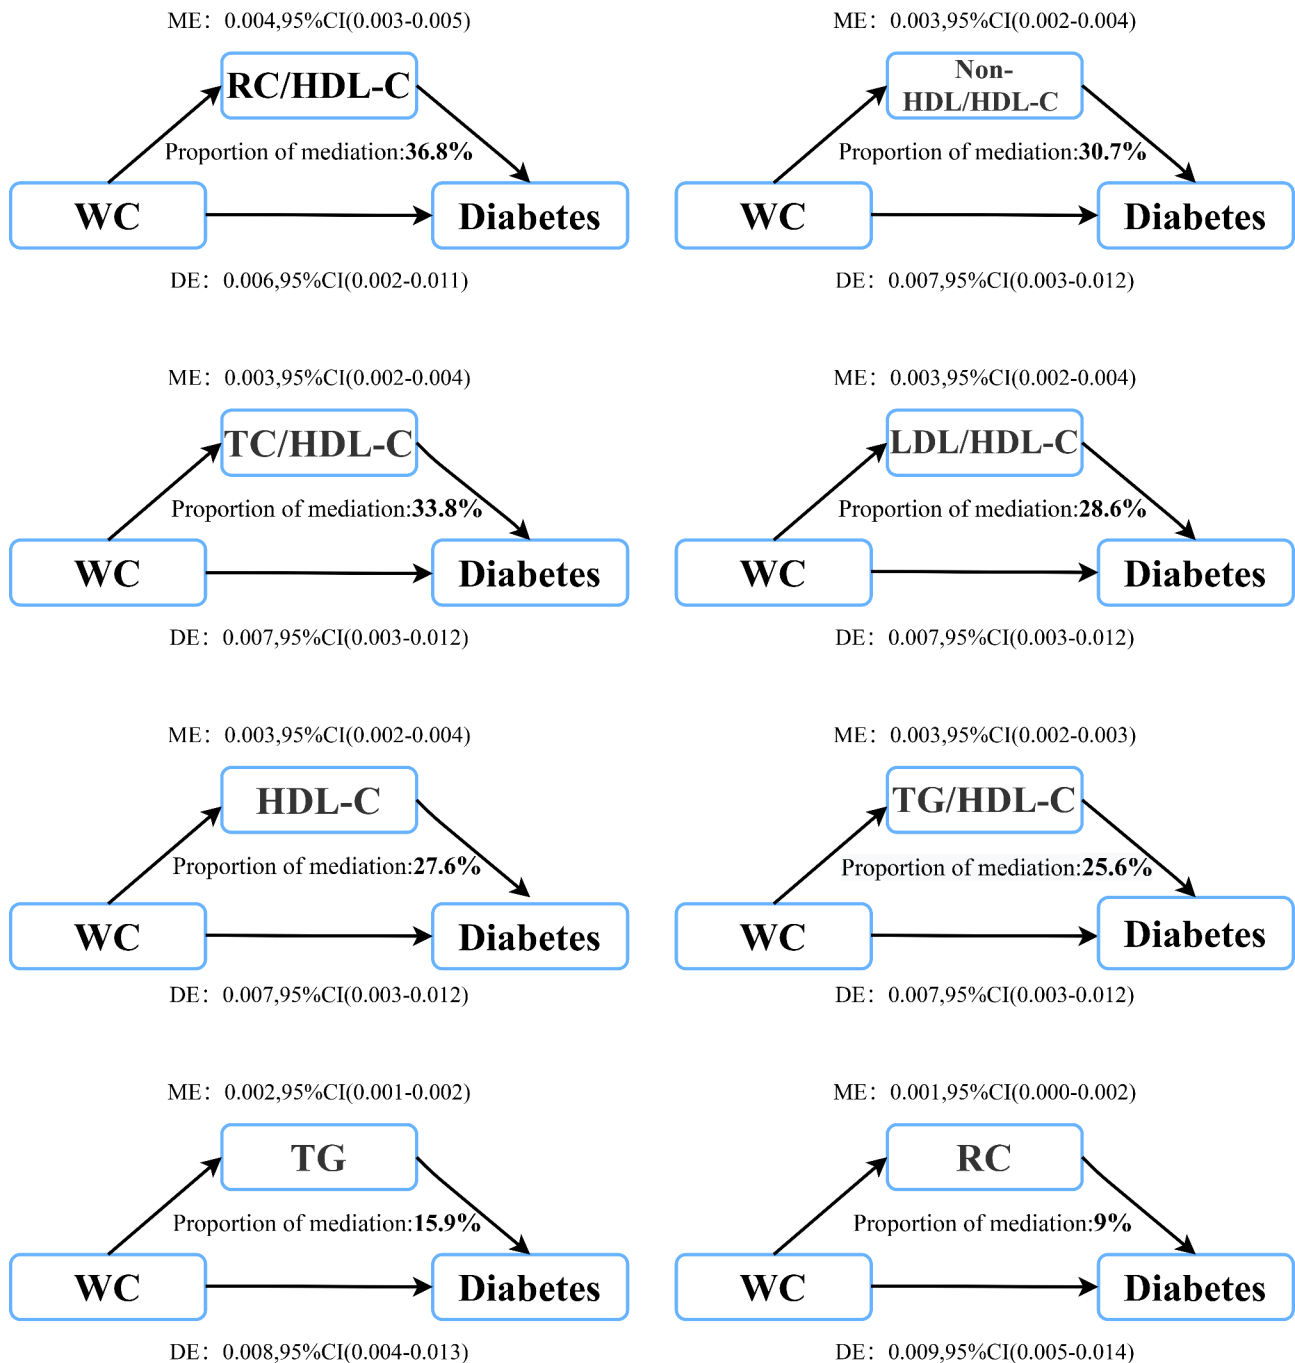 ME：0.004,95%CI(0.003-0.005)
RC/HDL-C
Proportion of mediation:36.8%
WC
Diabetes
DE：0.006,95%CI(0.002-0.011)
ME：0.003,95%CI(0.002-0.004)
Non-
HDL/HDL-C
Proportion of mediation:30.7%
WC
Diabetes
DE：0.007,95%CI(0.003-0.012)
ME：0.003,95%CI(0.002-0.004)
TC/HDL-C
Proportion of mediation:33.8%
WC
Diabetes
DE：0.007,95%CI(0.003-0.012)
ME：0.003,95%CI(0.002-0.004)
LDL/HDL-C
Proportion of mediation:28.6%
WC
Diabetes
DE：0.007,95%CI(0.003-0.012)
ME：0.003,95%CI(0.002-0.004)
HDL-C
Proportion of mediation:27.6%
WC
Diabetes
DE：0.007,95%CI(0.003-0.012)
ME：0.003,95%CI(0.002-0.003)
TG/HDL-C
Proportion of mediation:25.6%
WC
Diabetes
DE：0.007,95%CI(0.003-0.012)
ME：0.002,95%CI(0.001-0.002)
TG
Proportion of mediation:15.9%
WC
Diabetes
DE：0.008,95%CI(0.004-0.013)
ME：0.001,95%CI(0.000-0.002)
RC
Proportion of mediation:9%
WC
Diabetes
DE：0.009,95%CI(0.005-0.014)